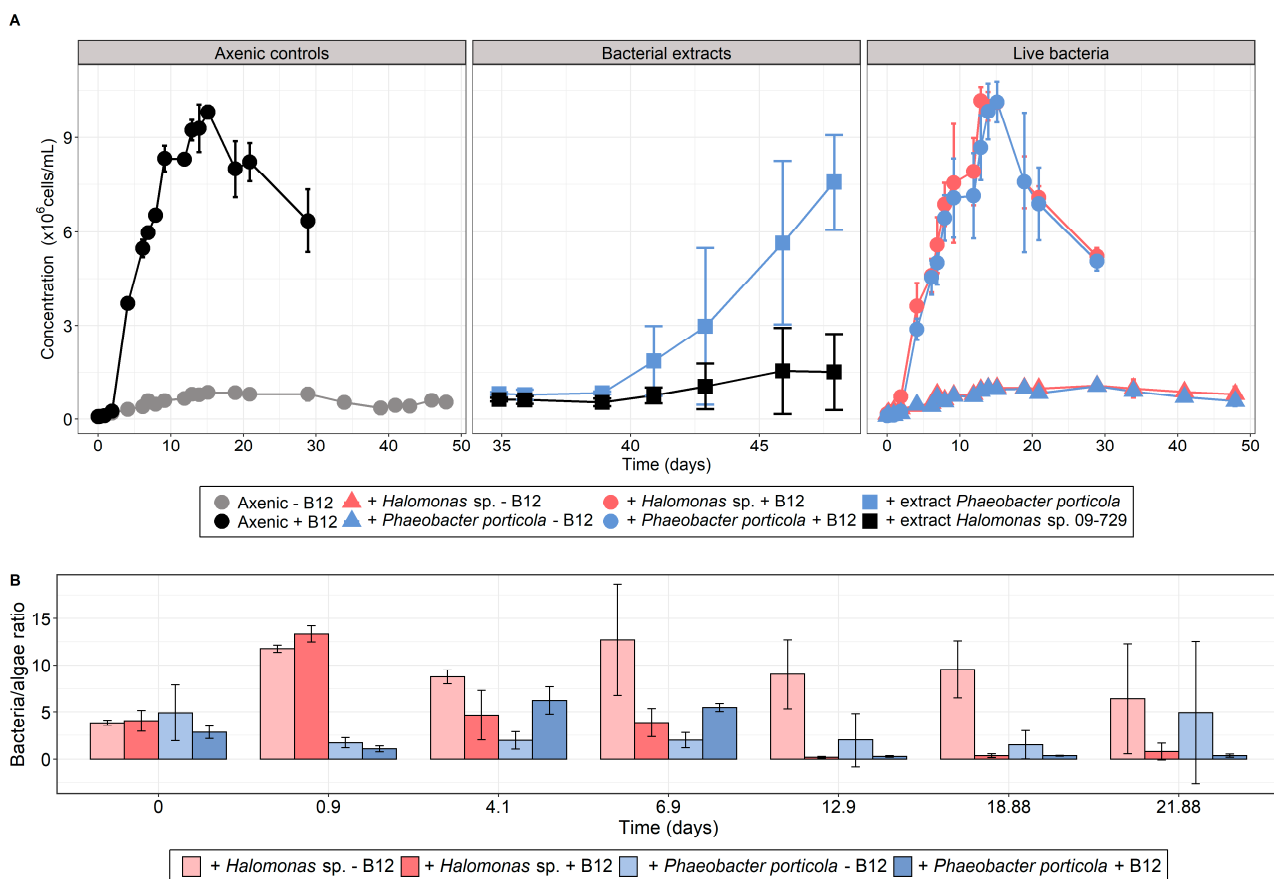 A
Axenic controls
Bacterial extracts
Live bacteria
Concentration (x10⁶cells/mL)
9
6
3
0
0 10 20 30 40 50
35 40 45
0 10 20 30 40 50
Time (days)
Axenic - B12
+ Halomonas sp. - B12
+ Halomonas sp. + B12
+ extract Phaeobacter porticola
Axenic + B12
+ Phaeobacter porticola - B12
+ Phaeobacter porticola + B12
+ extract Halomonas sp. 09-729
B
Bacteria/algae ratio
15
10
5
0
0 0.9 4.1 6.9 12.9 18.88 21.88
Time (days)
+ Halomonas sp. - B12 + Halomonas sp. + B12 + Phaeobacter porticola - B12 + Phaeobacter porticola + B12